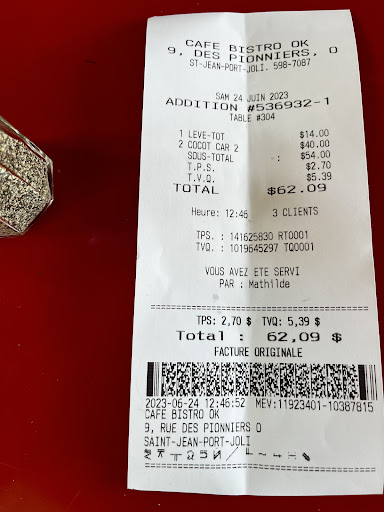 CAFE BISTRO OK
9, DES PIONNIERS, O
ST-JEAN-PORT-JOLI. 598-7087
SAM 24 JUIN 2023
ADDITION #536932-1
TABLE #304
1 LEVE-TOT $14.00
2 COCOT CAR 2 $40.00
SOUS-TOTAL : $54.00
T.P.S. $2.70
T.V.Q. $5.39
TOTAL $62.09
Heure: 12:46 3 CLIENTS
TPS. : 141625830 RT0001
TVQ. : 1019645297 TQ0001
VOUS AVEZ ETE SERVI
PAR : Mathilde
TPS: 2,70 $ TVQ: 5,39 $
Total : 62,09 $
FACTURE ORIGINALE
2023-06-24 12:46:52 MEV:11923401-10387815
CAFE BISTRO OK
9, RUE DES PIONNIERS O
SAINT-JEAN-PORT-JOLI